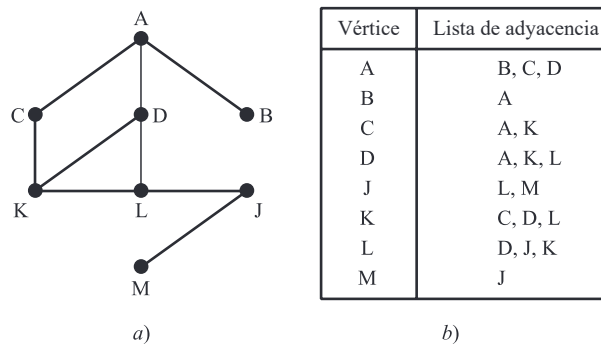 A
C
D
B
K
L
J
M
a)
Vértice Lista de adyacencia
A B, C, D
B A
C A, K
D A, K, L
J L, M
K C, D, L
L D, J, K
M J
b)